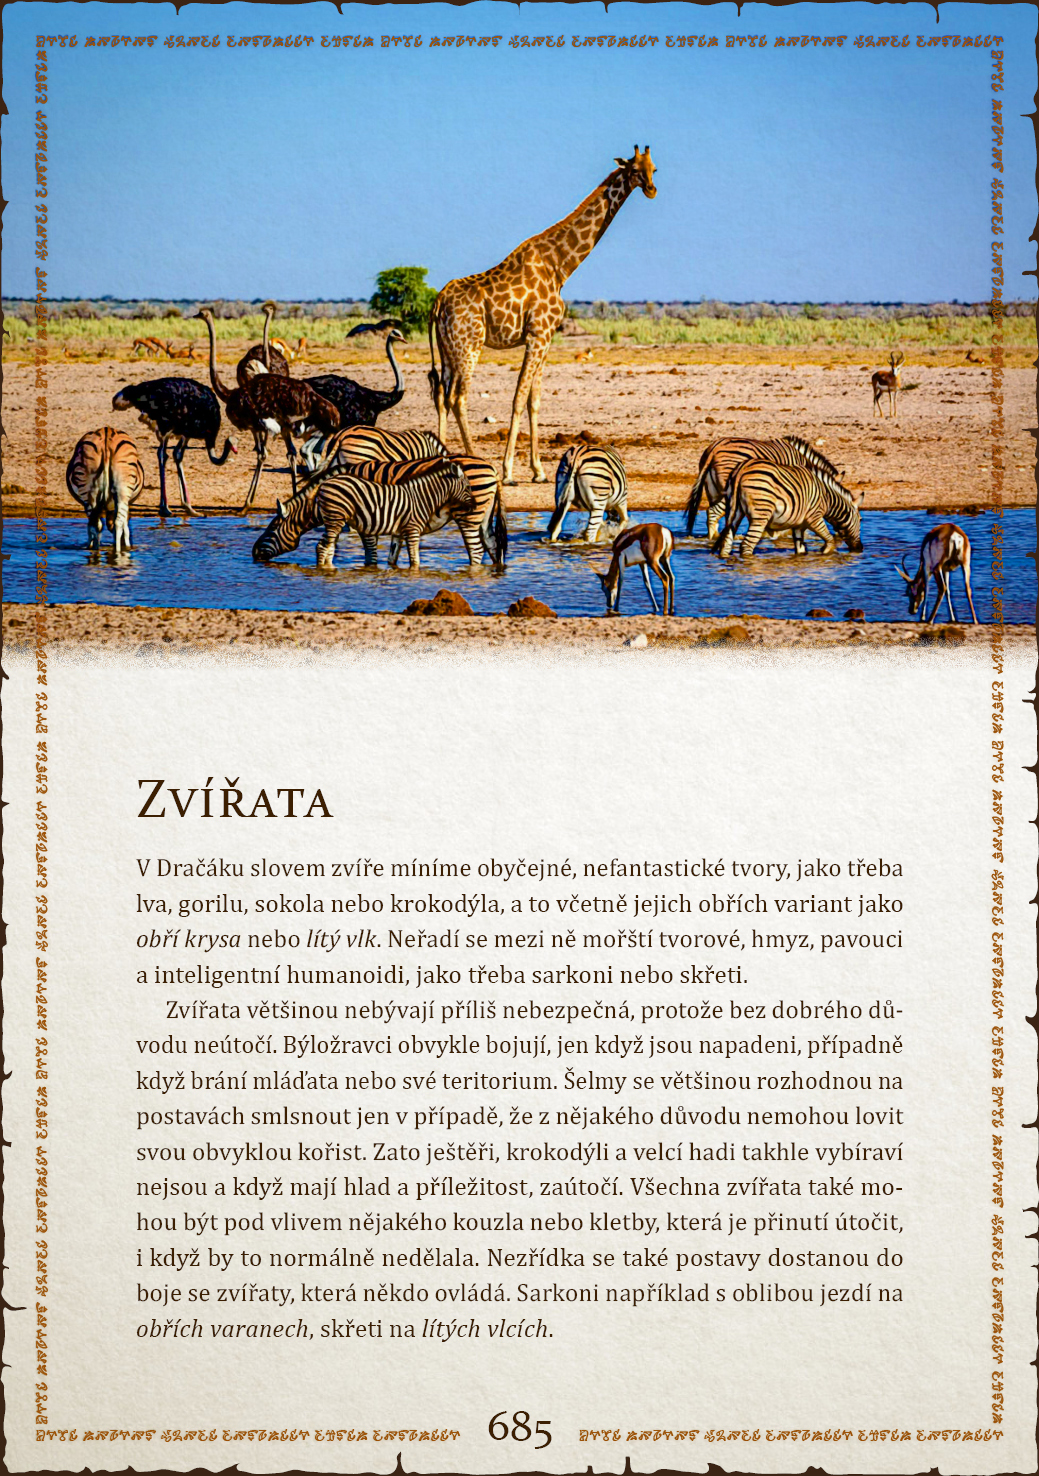 Zvířata
V Dračáku slovem zvíře míníme obyčejné, nefantastické tvory, jako třeba
lva, gorilu, sokola nebo krokodýla, a to včetně jejich obřích variant jako
obří krysa nebo lítý vlk. Neřadí se mezi ně mořští tvorové, hmyz, pavouci
a inteligentní humanoidi, jako třeba sarkoni nebo skřeti.
Zvířata většinou nebývají příliš nebezpečná, protože bez dobrého dů-
vodu neútočí. Býložravci obvykle bojují, jen když jsou napadeni, případně
když brání mláďata nebo své teritorium. Šelmy se většinou rozhodnou na
postavách smlsnout jen v případě, že z nějakého důvodu nemohou lovit
svou obvyklou kořist. Zato ještěři, krokodýli a velcí hadi takhle vybíraví
nejsou a když mají hlad a příležitost, zaútočí. Všechna zvířata také mo-
hou být pod vlivem nějakého kouzla nebo kletby, která je přinutí útočit,
i když by to normálně nedělala. Nezřídka se také postavy dostanou do
boje se zvířaty, která někdo ovládá. Sarkoni například s oblibou jezdí na
obřích varanech, skřeti na lítých vlcích.
685